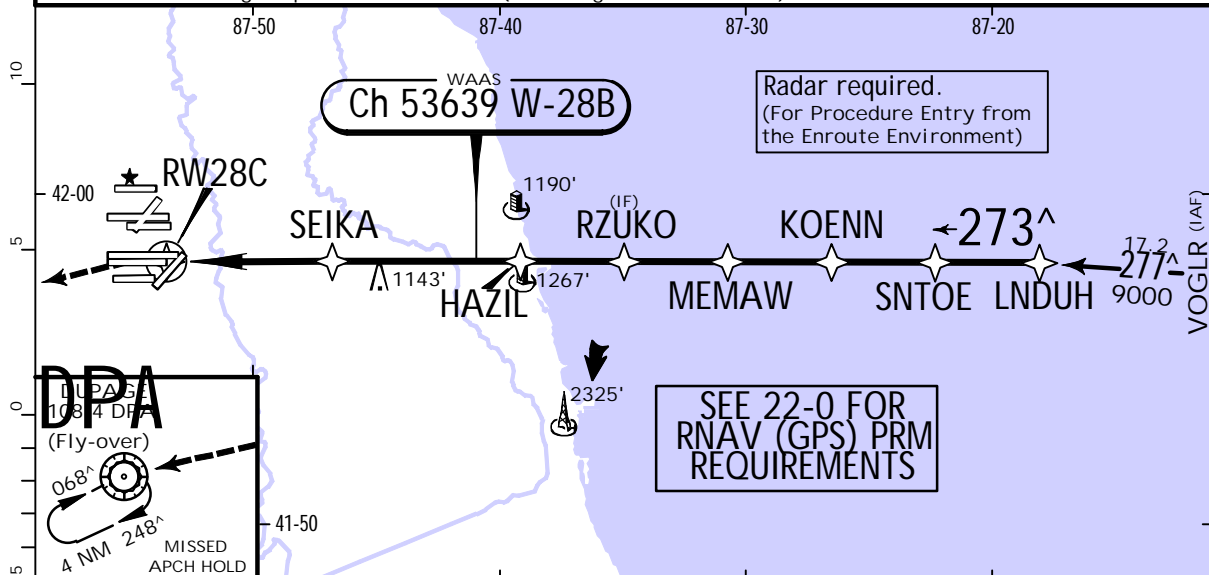 87-50
87-40
87-30
87-20
10
WAAS
Ch 53639 W-28B
Radar required.
(For Procedure Entry from
the Enroute Environment)
42-00
RW28C
1190'
SEIKA
(IF)
RZUKO
KOENN
←273^
5
17.2
277^
9000
VOGLR (IAF)
1143'
HAZIL
1267'
MEMAW
SNTOE
LNDUH
DPA
DUPAGE
108.4 DPA
(Fly-over)
0
2325'
SEE 22-0 FOR
RNAV (GPS) PRM
REQUIREMENTS
068^
248^
4 NM
41-50
MISSED
APCH HOLD
5